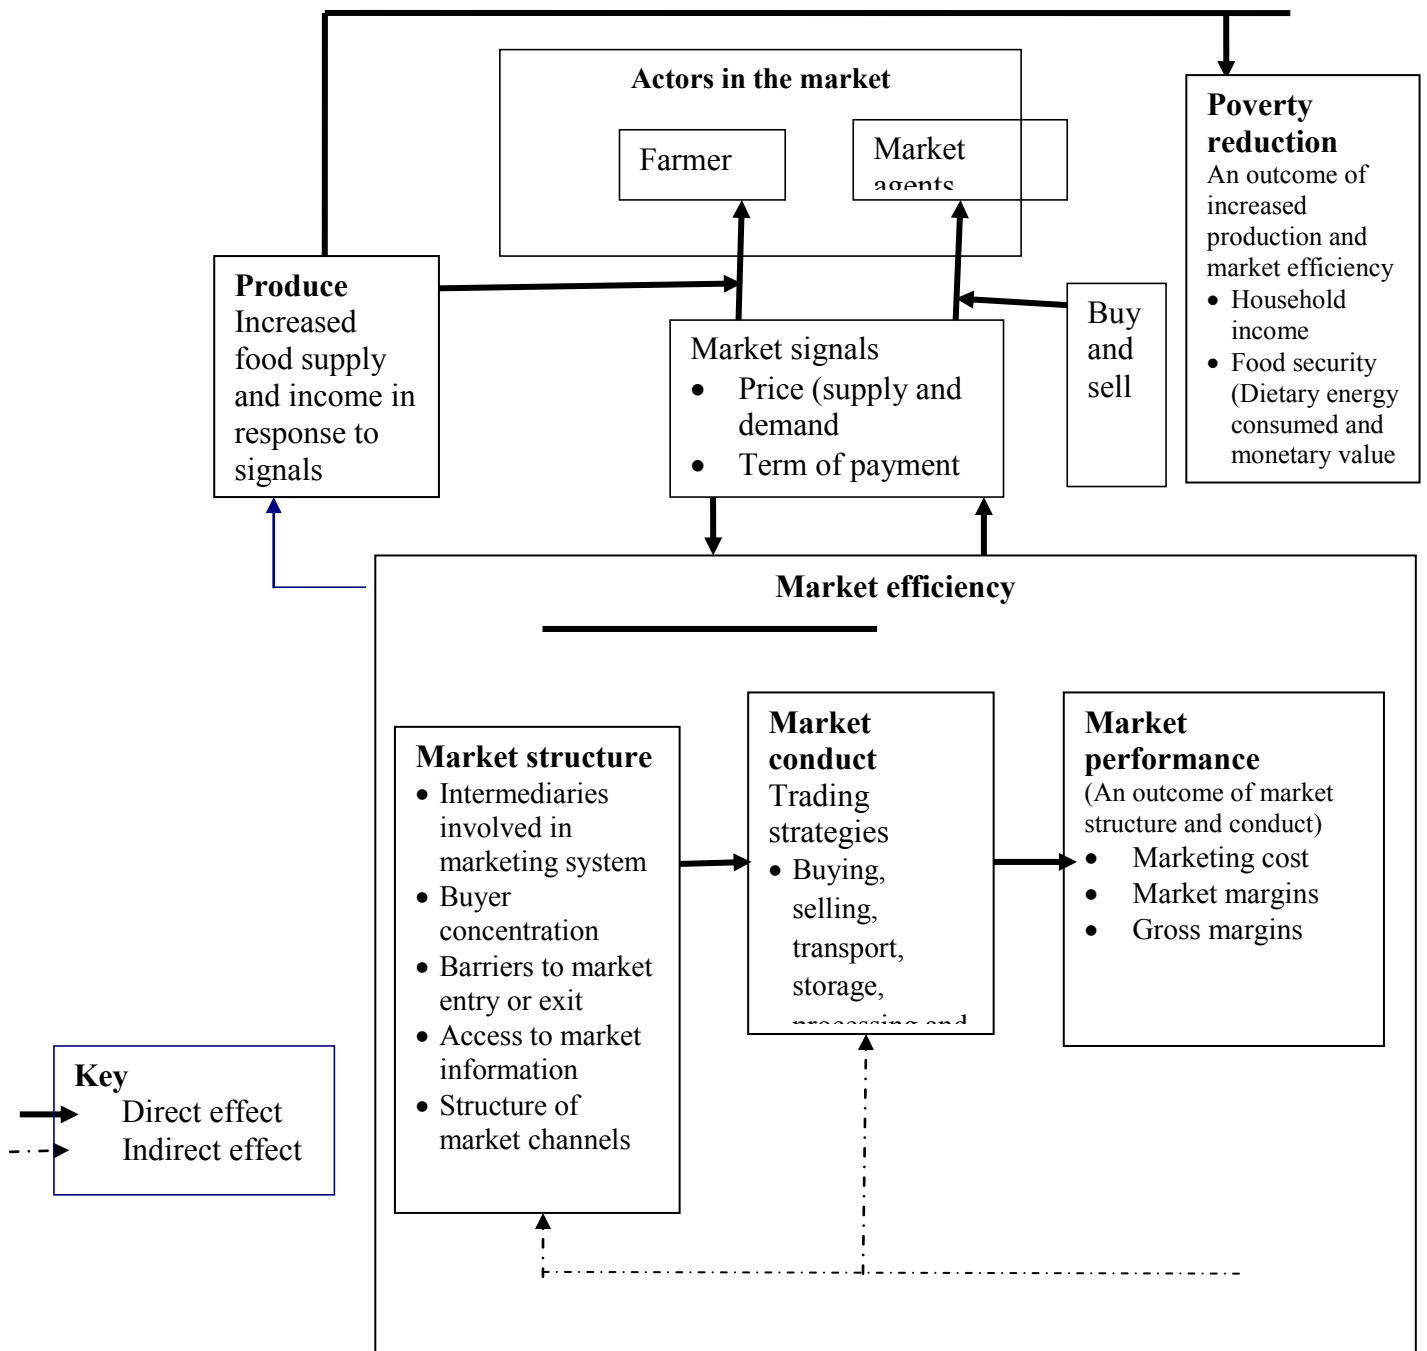 Actors in the market
Farmer
Market
agents
Poverty
reduction
An outcome of
increased
production and
market efficiency
• Household
income
• Food security
(Dietary energy
consumed and
monetary value
Produce
Increased
food supply
and income in
response to
signals
Market signals
• Price (supply and
demand
• Term of payment
Buy
and
sell
Market efficiency
Market structure
• Intermediaries
involved in
marketing system
• Buyer
concentration
• Barriers to market
entry or exit
• Access to market
information
• Structure of
market channels
Market
conduct
Trading
strategies
• Buying,
selling,
transport,
storage,
processing and
Market
performance
(An outcome of market
structure and conduct)
• Marketing cost
• Market margins
• Gross margins
Key
Direct effect
Indirect effect